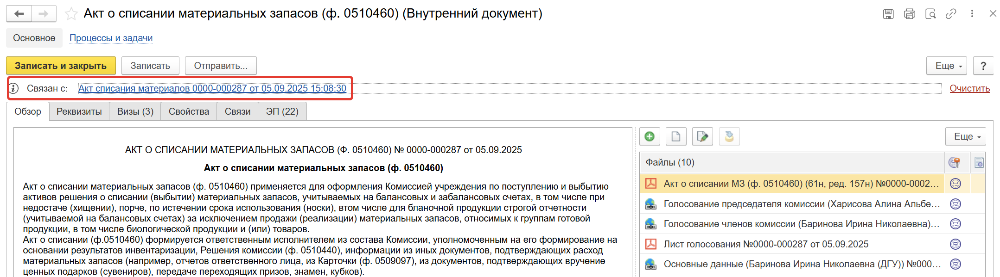 Акт о списании материальных запасов (ф. 0510460) (Внутренний документ)
Основное Процессы и задачи
Записать и закрыть Записать Отправить... Еще ?
Связан с: Акт списания материалов 0000-000287 от 05.09.2025 15:08:30 Очистить
Обзор Реквизиты Визы (3) Свойства Связи ЭП (22)
АКТ О СПИСАНИИ МАТЕРИАЛЬНЫХ ЗАПАСОВ (Ф. 0510460) № 0000-000287 от 05.09.2025
Акт о списании материальных запасов (ф. 0510460)
Акт о списании материальных запасов (ф. 0510460) применяется для оформления Комиссией учреждения по поступлению и выбытию
активов решения о списании (выбытии) материальных запасов, учитываемых на балансовых и забалансовых счетах, в том числе при
недостаче (хищении), порче, по истечении срока использования (носки), втом числе для бланочной продукции строгой отчетности
(учитываемой на балансовых счетах) за исключением продажи (реализации) материальных запасов, относимых к группам готовой
продукции, в том числе биологической продукции и (или) товаров.
Акт о списании (ф.0510460) формируется ответственным исполнителем из состава Комиссии, уполномоченным на его формирование на
основании результатов инвентаризации, Решения комиссии (ф. 0510440), информации из иных документов, подтверждающих расход
материальных запасов (например, отчетов ответственного лица, из Карточки (ф. 0509097), из документов, подтверждающих вручение
ценных подарков (сувениров), передаче переходящих призов, знамен, кубков).
Еще
Файлы (10)
Акт о списании МЗ (ф. 0510460) (61н, ред. 157н) №0000-0002...
Голосование председателя комиссии (Харисова Алина Альбе...
Голосование членов комиссии (Баринова Ирина Николаевна)...
Лист голосования №0000-000287 от 05.09.2025
Основные данные (Баринова Ирина Николаевна (ДГУ)) №000...